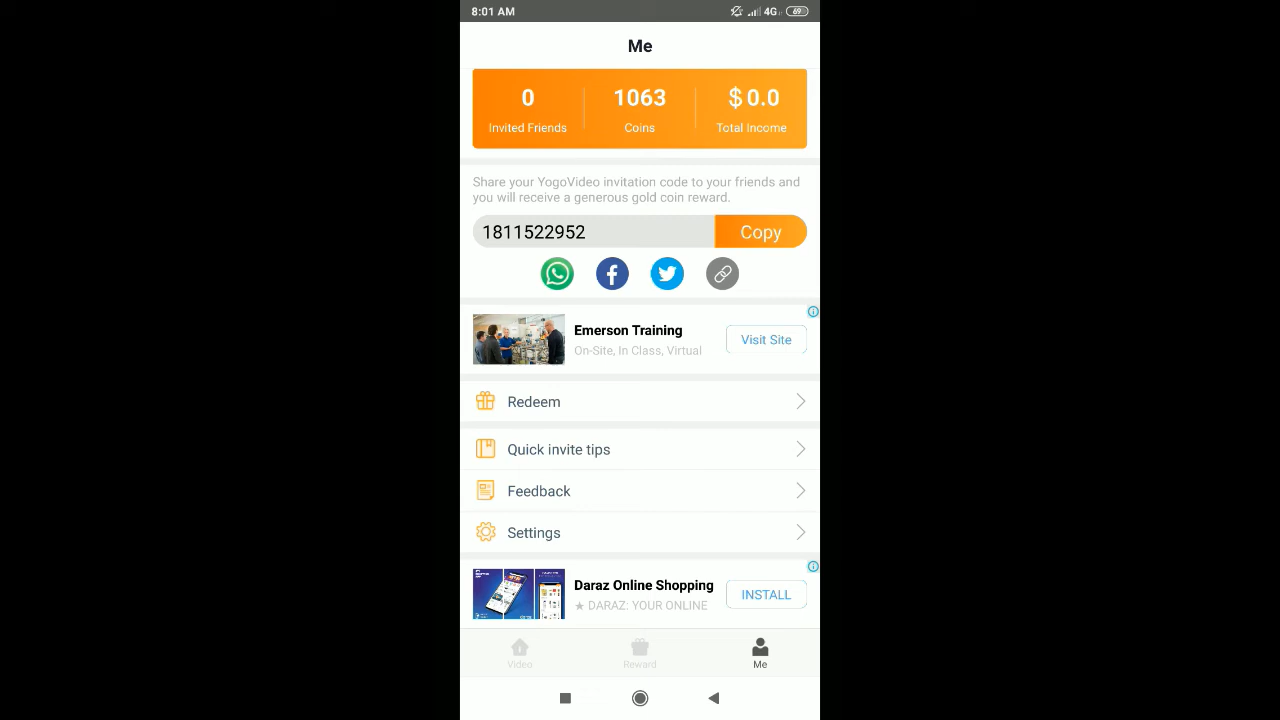 8:01 AM
4G
69
Me
0
1063
$0.0
Invited Friends
Coins
Total Income
Share your YogoVideo invitation code to your friends and
you will receive a generous gold coin reward.
1811522952
Copy
Emerson Training
On-Site, In Class, Virtual
Visit Site
Redeem
Quick invite tips
Feedback
Settings
Daraz Online Shopping
★ DARAZ: YOUR ONLINE
INSTALL
Video
Reward
Me